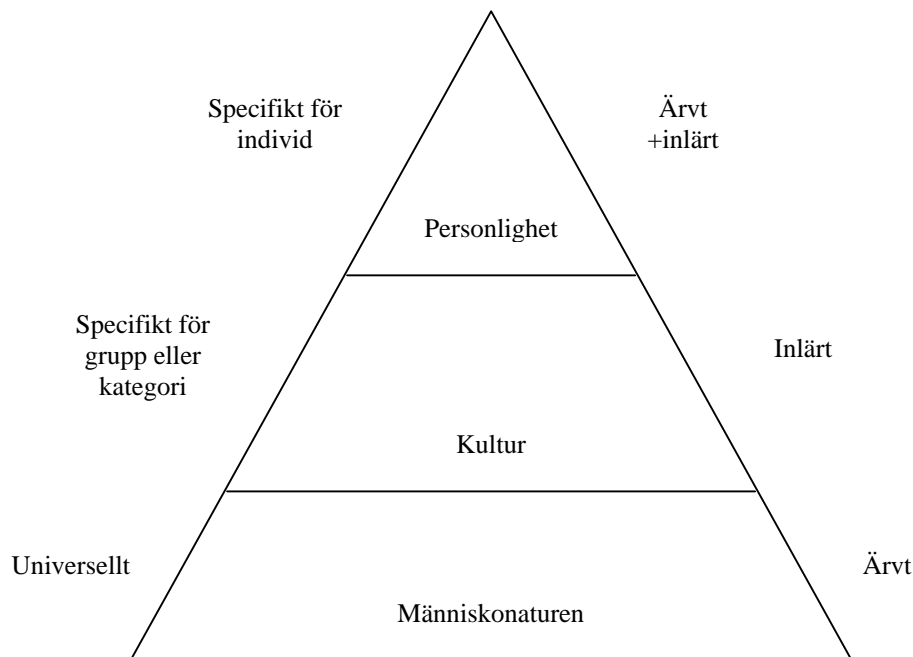 Specifikt för
individ
Ärvt
+inlärt
Personlighet
Specifikt för
grupp eller
kategori
Inlärt
Kultur
Universellt
Ärvt
Människonaturen